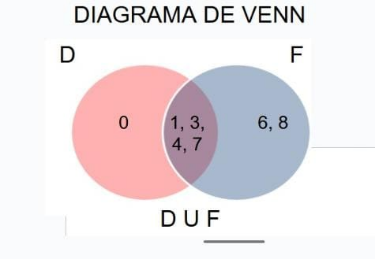 DIAGRAMA DE VENN
D
F
0
1, 3,
4, 7
6, 8
D U F